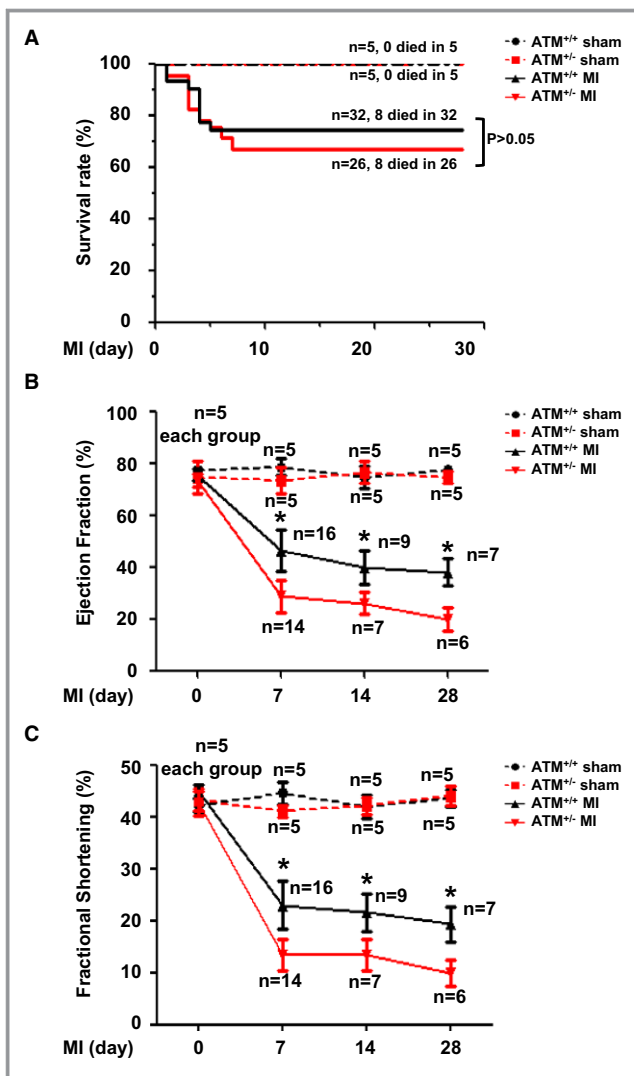 A
n=5, 0 died in 5
n=5, 0 died in 5
n=32, 8 died in 32
n=26, 8 died in 26
P>0.05
ATM+/+ sham
ATM+/- sham
ATM+/+ MI
ATM+/- MI
Survival rate (%)
100
80
60
40
20
0
MI (day)
0
10
20
30
B
n=5
each group
n=5
n=5
n=5
n=5
n=5
n=5
*
*
*
n=16
n=9
n=7
n=14
n=7
n=6
ATM+/+ sham
ATM+/- sham
ATM+/+ MI
ATM+/- MI
Ejection Fraction (%)
100
80
60
40
20
0
MI (day)
0
7
14
28
C
n=5
each group
n=5
n=5
n=5
n=5
n=5
n=5
*
*
*
n=16
n=9
n=7
n=14
n=7
n=6
ATM+/+ sham
ATM+/- sham
ATM+/+ MI
ATM+/- MI
Fractional Shortening (%)
50
40
30
20
10
0
MI (day)
0
7
14
28